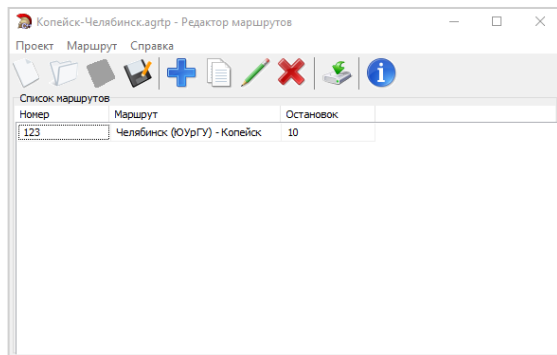 Копейск-Челябинск.agrtp - Редактор маршрутов
Проект Маршрут Справка
Список маршрутов
Номер Маршрут Остановок
123 Челябинск (ЮУрГУ) - Копейск 10